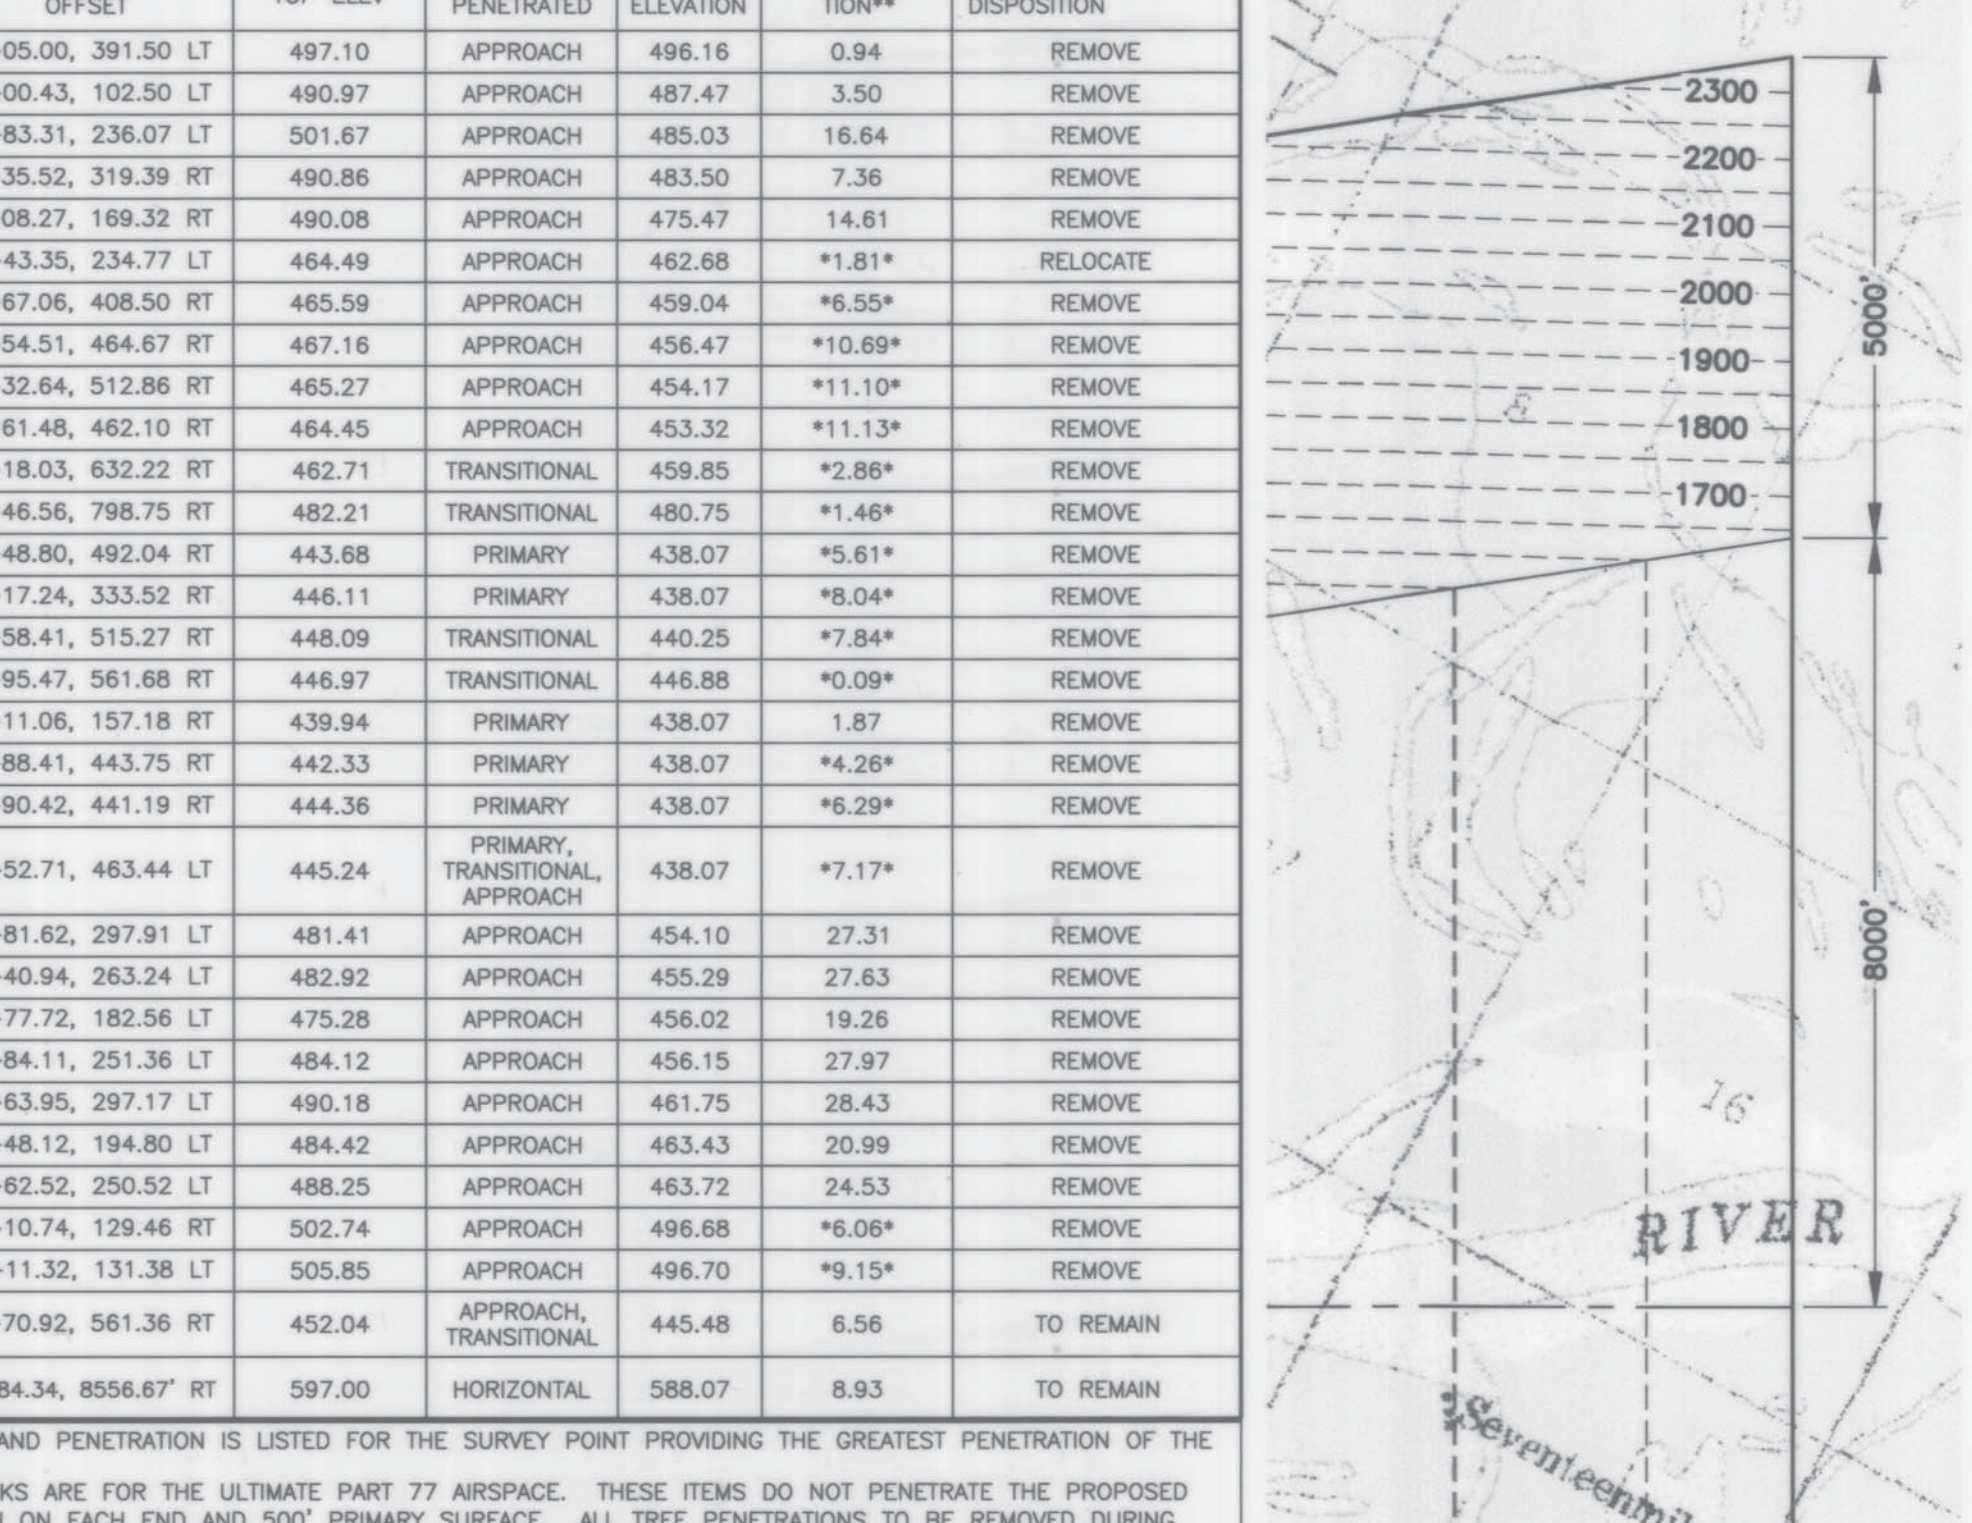 OFFSET TOP ELEV PENETRATED ELEVATION TION** DISPOSITION
05.00, 391.50 LT 497.10 APPROACH 496.16 0.94 REMOVE
00.43, 102.50 LT 490.97 APPROACH 487.47 3.50 REMOVE
83.31, 236.07 LT 501.67 APPROACH 485.03 16.64 REMOVE
35.52, 319.39 RT 490.86 APPROACH 483.50 7.36 REMOVE
08.27, 169.32 RT 490.08 APPROACH 475.47 14.61 REMOVE
43.35, 234.77 LT 464.49 APPROACH 462.68 *1.81* RELOCATE
67.06, 408.50 RT 465.59 APPROACH 459.04 *6.55* REMOVE
54.51, 464.67 RT 467.16 APPROACH 456.47 *10.69* REMOVE
32.64, 512.86 RT 465.27 APPROACH 454.17 *11.10* REMOVE
61.48, 462.10 RT 464.45 APPROACH 453.32 *11.13* REMOVE
18.03, 632.22 RT 462.71 TRANSITIONAL 459.85 *2.86* REMOVE
46.56, 798.75 RT 482.21 TRANSITIONAL 480.75 *1.46* REMOVE
48.80, 492.04 RT 443.68 PRIMARY 438.07 *5.61* REMOVE
17.24, 333.52 RT 446.11 PRIMARY 438.07 *8.04* REMOVE
58.41, 515.27 RT 448.09 TRANSITIONAL 440.25 *7.84* REMOVE
95.47, 561.68 RT 446.97 TRANSITIONAL 446.88 *0.09* REMOVE
11.06, 157.18 RT 439.94 PRIMARY 438.07 1.87 REMOVE
88.41, 443.75 RT 442.33 PRIMARY 438.07 *4.26* REMOVE
90.42, 441.19 RT 444.36 PRIMARY 438.07 *6.29* REMOVE
PRIMARY,
52.71, 463.44 LT 445.24 TRANSITIONAL, 438.07 *7.17* REMOVE
APPROACH
81.62, 297.91 LT 481.41 APPROACH 454.10 27.31 REMOVE
40.94, 263.24 LT 482.92 APPROACH 455.29 27.63 REMOVE
77.72, 182.56 LT 475.28 APPROACH 456.02 19.26 REMOVE
84.11, 251.36 LT 484.12 APPROACH 456.15 27.97 REMOVE
63.95, 297.17 LT 490.18 APPROACH 461.75 28.43 REMOVE
48.12, 194.80 LT 484.42 APPROACH 463.43 20.99 REMOVE
62.52, 250.52 LT 488.25 APPROACH 463.72 24.53 REMOVE
10.74, 129.46 RT 502.74 APPROACH 496.68 *6.06* REMOVE
11.32, 131.38 LT 505.85 APPROACH 496.70 *9.15* REMOVE
APPROACH,
70.92, 561.36 RT 452.04 445.48 6.56 TO REMAIN
TRANSITIONAL
84.34, 8556.67' RT 597.00 HORIZONTAL 588.07 8.93 TO REMAIN
AND PENETRATION IS LISTED FOR THE SURVEY POINT PROVIDING THE GREATEST PENETRATION OF THE
KS ARE FOR THE ULTIMATE PART 77 AIRSPACE. THESE ITEMS DO NOT PENETRATE THE PROPOSED
ON EACH END AND 500' PRIMARY SURFACE. ALL TREE PENETRATIONS TO BE REMOVED DURING
2300
2200
2100
2000
1900
1800
1700
5000'
8000'
16
RIVER
Seventeenmil